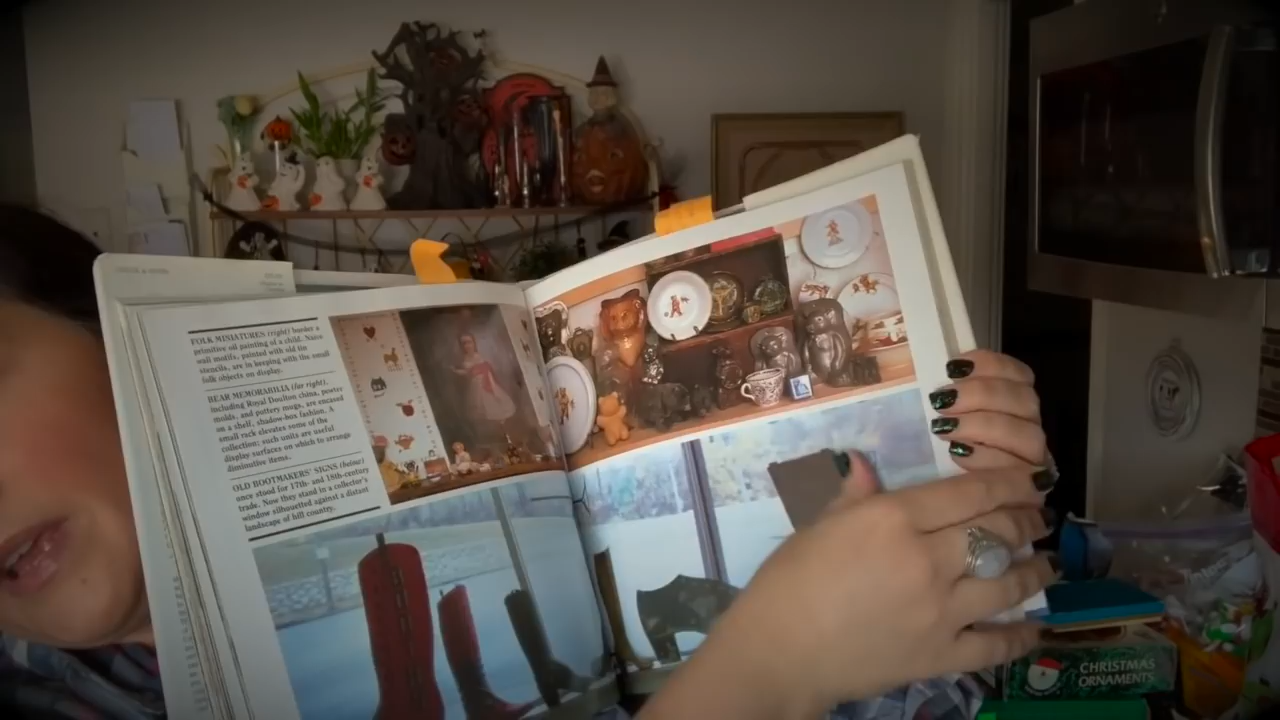 FOLK MINIATURES (right) border a
primitive oil painting of a child. Naive
wall motifs, painted with old tin
stencils, are in keeping with the small
folk objects on display.
BEAR MEMORABILIA (far right),
including Royal Doulton china, pewter
molds, and pottery mugs, are encased
on a shelf, shadow-box fashion. A
small rack elevates some of the
collection; such units are useful
display surfaces on which to arrange
diminutive items.
OLD BOOTMAKERS' SIGNS (below)
once stood for 17th- and 18th-century
trade. Now they stand in a collector's
window silhouetted against a distant
landscape of hill country.
CHRISTMAS
ORNAMENTS